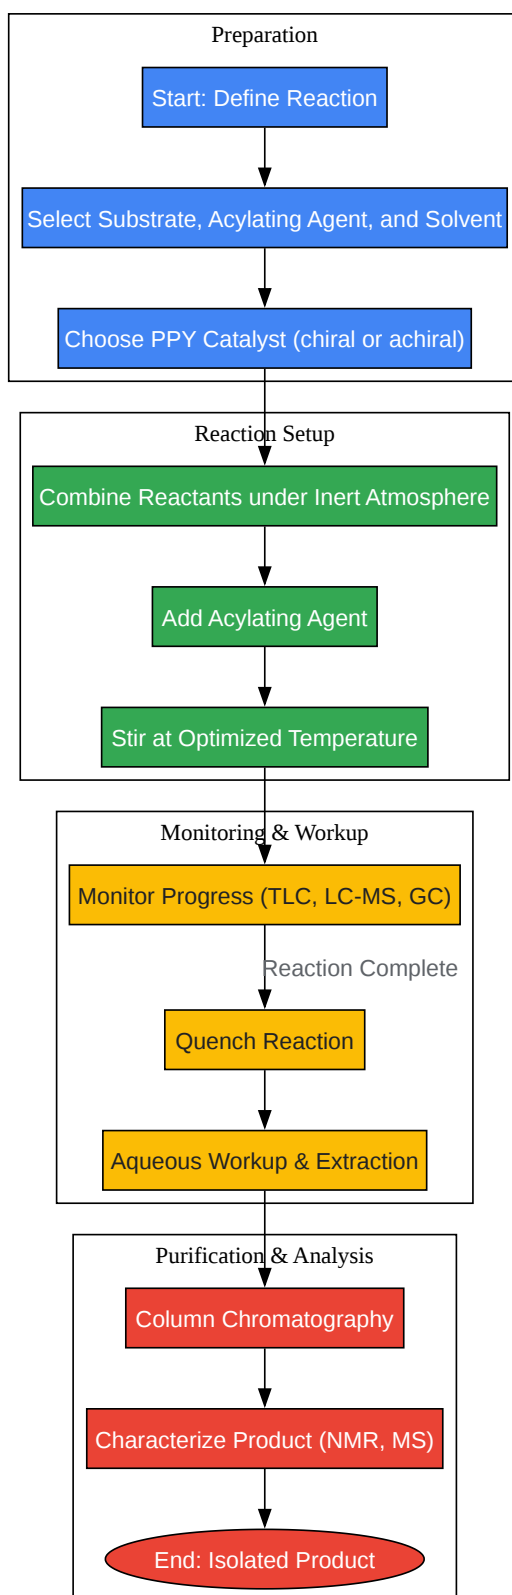 Preparation
Start: Define Reaction
Select Substrate, Acylating Agent, and Solvent
Choose PPY Catalyst (chiral or achiral)
Reaction Setup
Combine Reactants under Inert Atmosphere
Add Acylating Agent
Stir at Optimized Temperature
Monitoring & Workup
Monitor Progress (TLC, LC-MS, GC)
Reaction Complete
Quench Reaction
Aqueous Workup & Extraction
Purification & Analysis
Column Chromatography
Characterize Product (NMR, MS)
End: Isolated Product